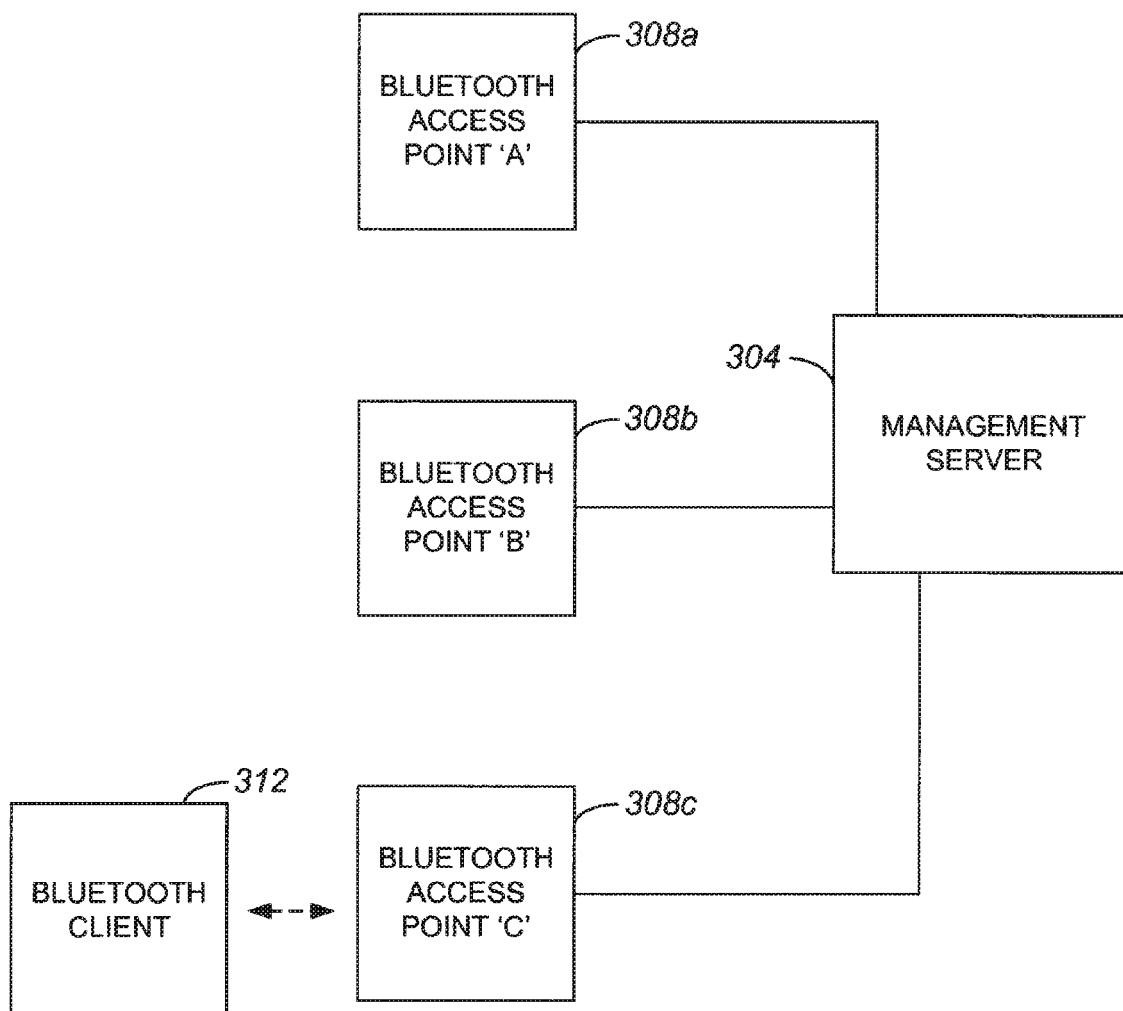 308a
BLUETOOTH
ACCESS
POINT 'A'
304
MANAGEMENT
SERVER
308b
BLUETOOTH
ACCESS
POINT 'B'
312
BLUETOOTH
CLIENT
308c
BLUETOOTH
ACCESS
POINT 'C'